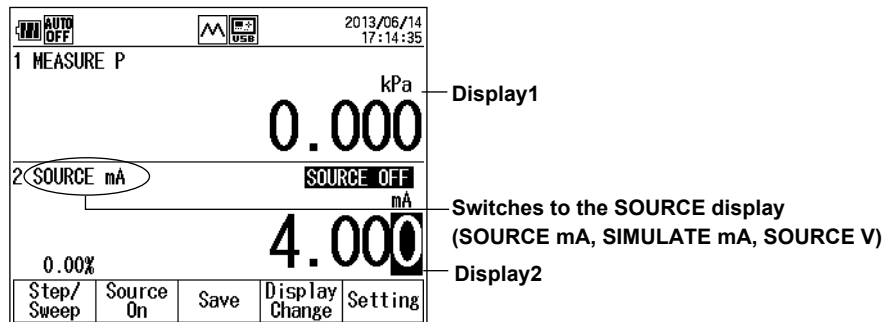 AUTO OFF
USB
2013/06/14
17:14:35
1 MEASURE P
kPa
0.000
Display1
2 SOURCE mA
SOURCE OFF
mA
4.000
0.00%
Switches to the SOURCE display
(SOURCE mA, SIMULATE mA, SOURCE V)
Display2
Step/
Sweep
Source
On
Save
Display
Change
Setting